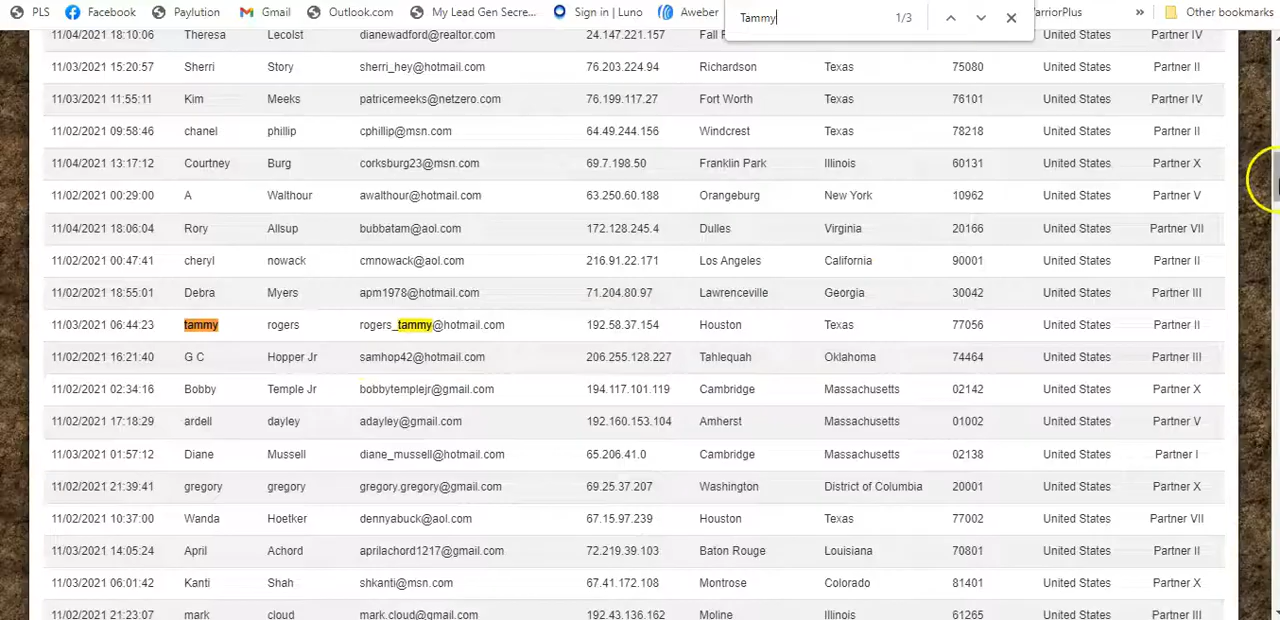 PLS Facebook Paylution Gmail Outlook.com My Lead Gen Secre... Sign in | Luno Aweber Tammy 1/3 arriorPlus » Other bookmarks
11/04/2021 18:10:06 Theresa Lecolst dianewadford@realtor.com 24.147.221.157 Fall United States Partner IV
11/03/2021 15:20:57 Sherri Story sherri_hey@hotmail.com 76.203.224.94 Richardson Texas 75080 United States Partner II
11/03/2021 11:55:11 Kim Meeks patricemeeks@netzero.com 76.199.117.27 Fort Worth Texas 76101 United States Partner IV
11/02/2021 09:58:46 chanel phillip cphillip@msn.com 64.49.244.156 Windcrest Texas 78218 United States Partner II
11/04/2021 13:17:12 Courtney Burg corksburg23@msn.com 69.7.198.50 Franklin Park Illinois 60131 United States Partner X
11/02/2021 00:29:00 A Walthour awalthour@hotmail.com 63.250.60.188 Orangeburg New York 10962 United States Partner V
11/04/2021 18:06:04 Rory Allsup bubbatam@aol.com 172.128.245.4 Dulles Virginia 20166 United States Partner VII
11/02/2021 00:47:41 cheryl nowack cmnowack@aol.com 216.91.22.171 Los Angeles California 90001 United States Partner II
11/02/2021 18:55:01 Debra Myers apm1978@hotmail.com 71.204.80.97 Lawrenceville Georgia 30042 United States Partner III
11/03/2021 06:44:23 tammy rogers rogers_tammy@hotmail.com 192.58.37.154 Houston Texas 77056 United States Partner II
11/02/2021 16:21:40 G C Hopper Jr samhop42@hotmail.com 206.255.128.227 Tahlequah Oklahoma 74464 United States Partner III
11/02/2021 02:34:16 Bobby Temple Jr bobbytemplejr@gmail.com 194.117.101.119 Cambridge Massachusetts 02142 United States Partner X
11/02/2021 17:18:29 ardell dayley adayley@gmail.com 192.160.153.104 Amherst Massachusetts 01002 United States Partner V
11/03/2021 01:57:12 Diane Mussell diane_mussell@hotmail.com 65.206.41.0 Cambridge Massachusetts 02138 United States Partner I
11/02/2021 21:39:41 gregory gregory gregory.gregory@gmail.com 69.25.37.207 Washington District of Columbia 20001 United States Partner X
11/02/2021 10:37:00 Wanda Hoetker dennyabuck@aol.com 67.15.97.239 Houston Texas 77002 United States Partner VII
11/03/2021 14:05:24 April Achord aprilachord1217@gmail.com 72.219.39.103 Baton Rouge Louisiana 70801 United States Partner II
11/03/2021 06:01:42 Kanti Shah shkanti@msn.com 67.41.172.108 Montrose Colorado 81401 United States Partner X
11/02/2021 21:23:07 mark cloud mark.cloud@gmail.com 192.43.136.162 Moline Illinois 61265 United States Partner III